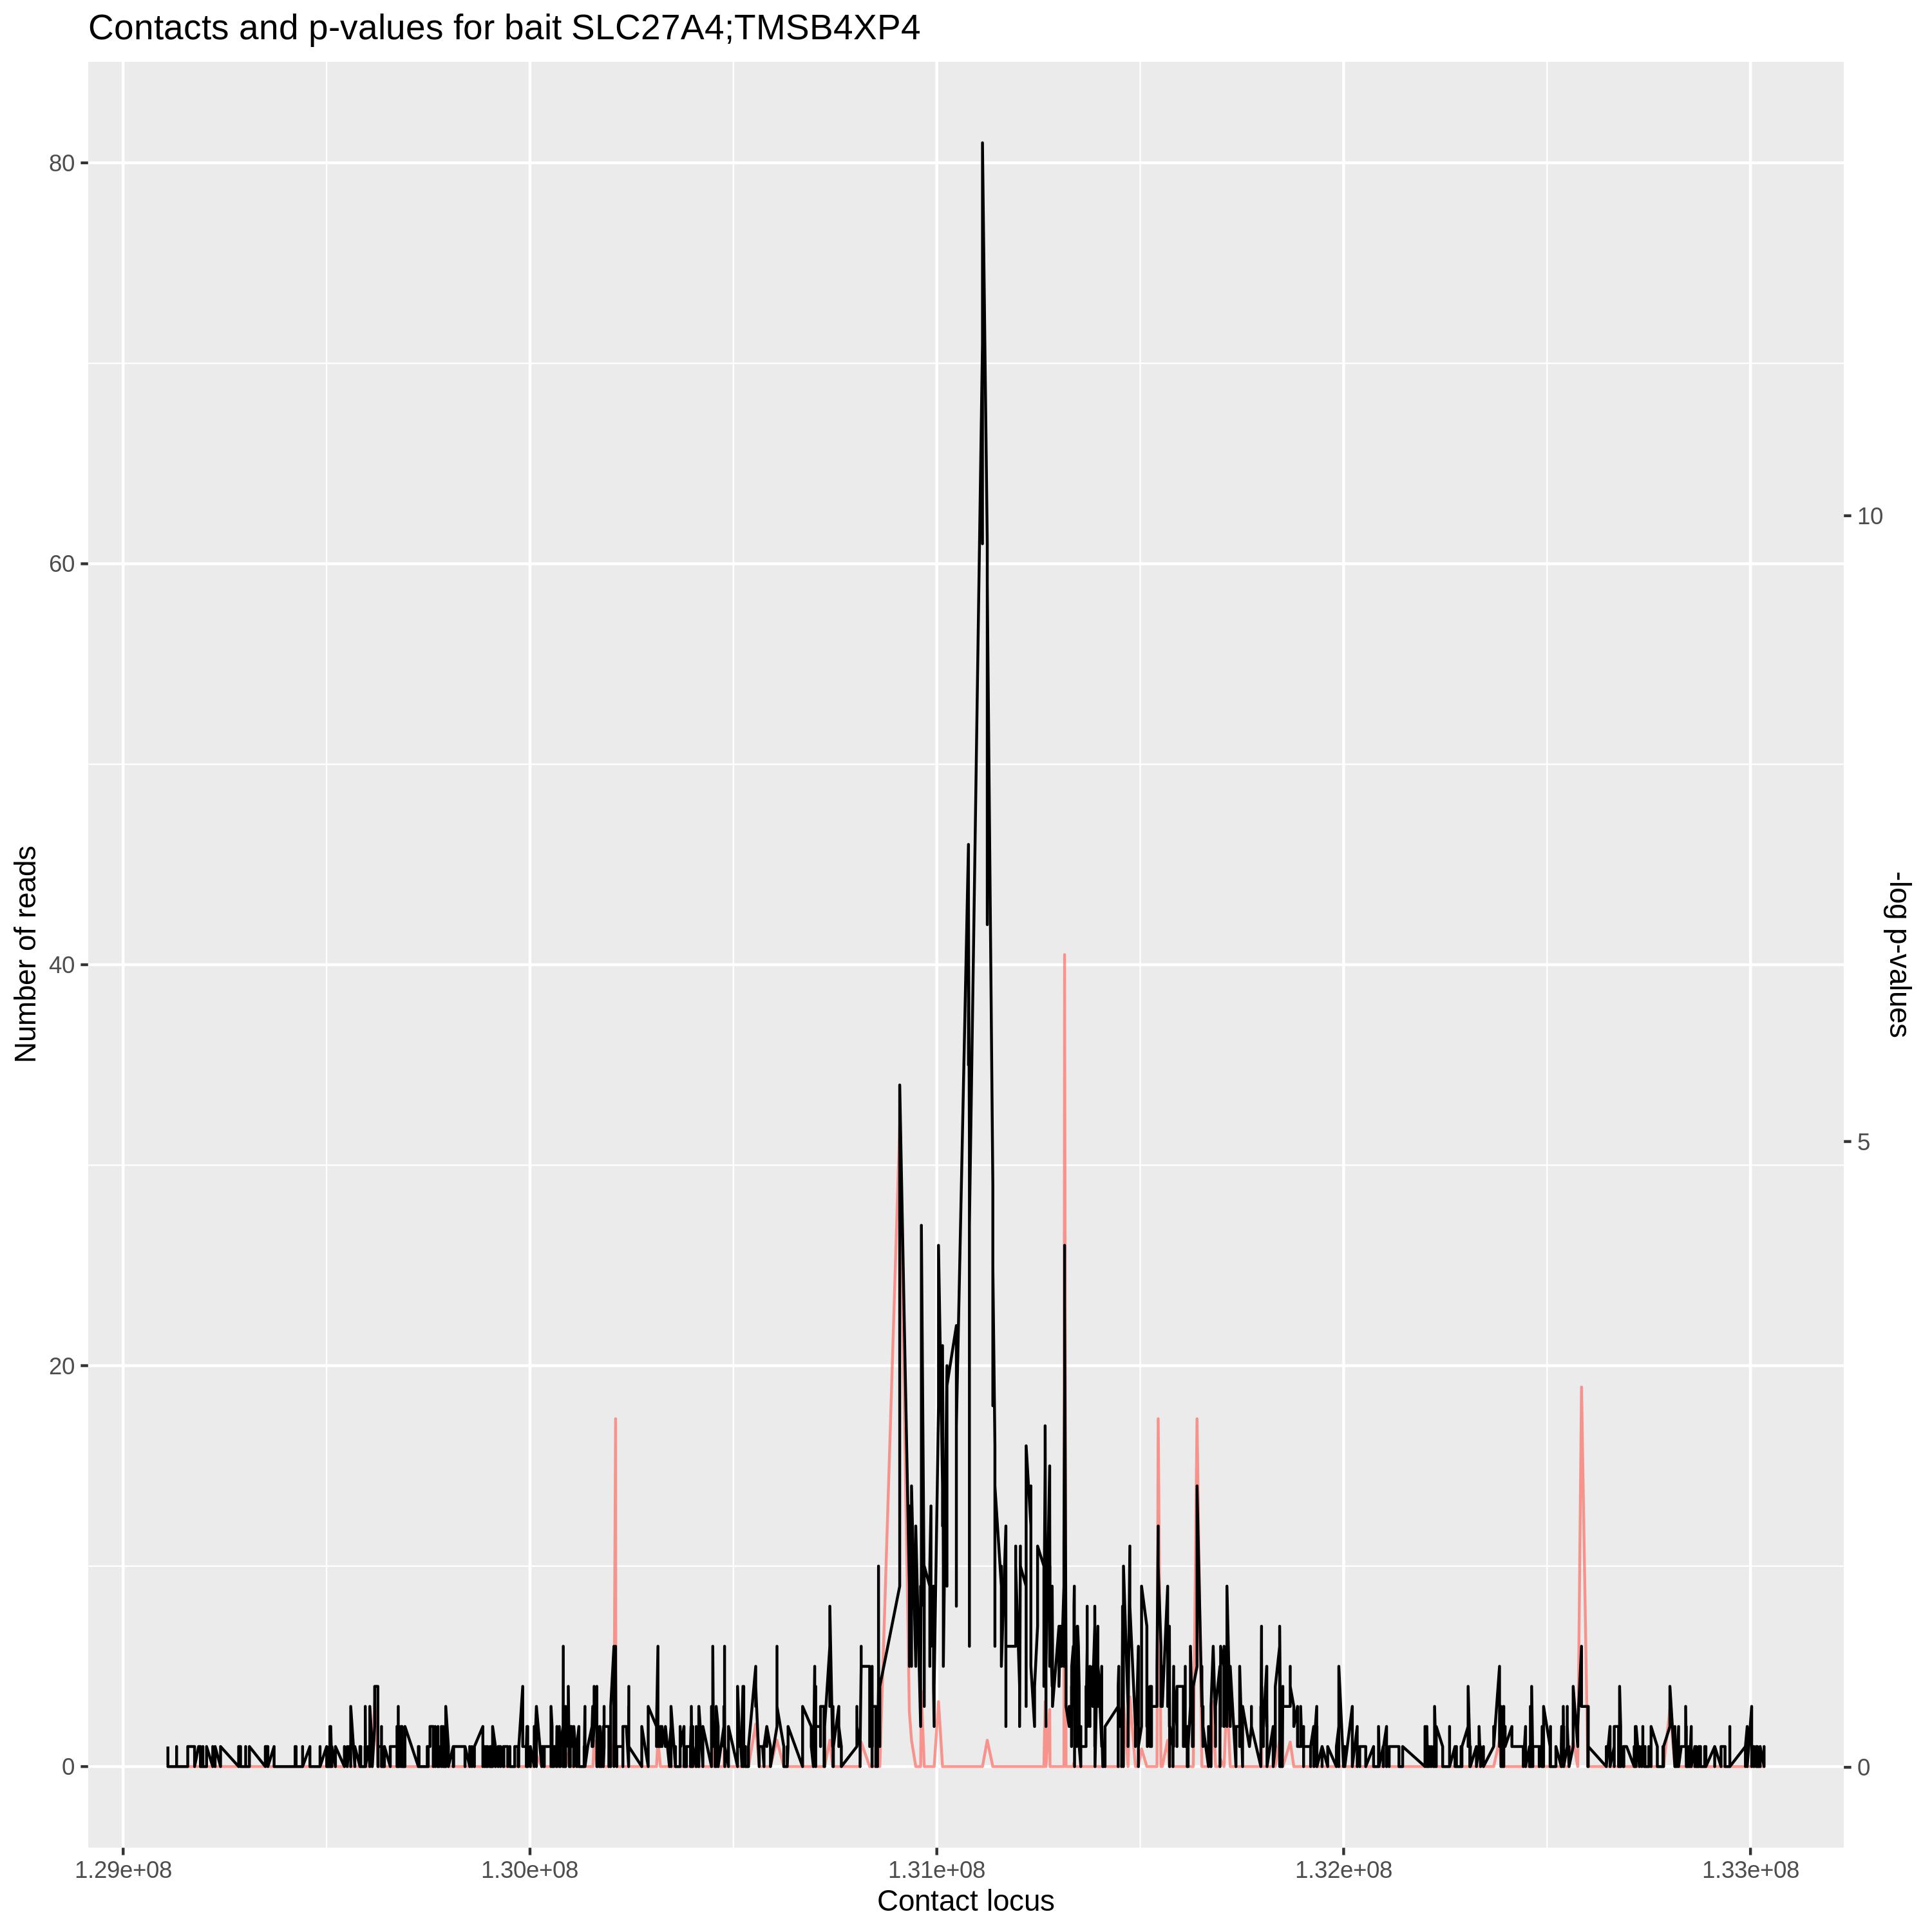 Contacts and p-values for bait SLC27A4;TMSB4XP4
80
60
40
20
0
Number of reads
10
5
0
-log p-values
1.29e+08
1.30e+08
1.31e+08
1.32e+08
1.33e+08
Contact locus